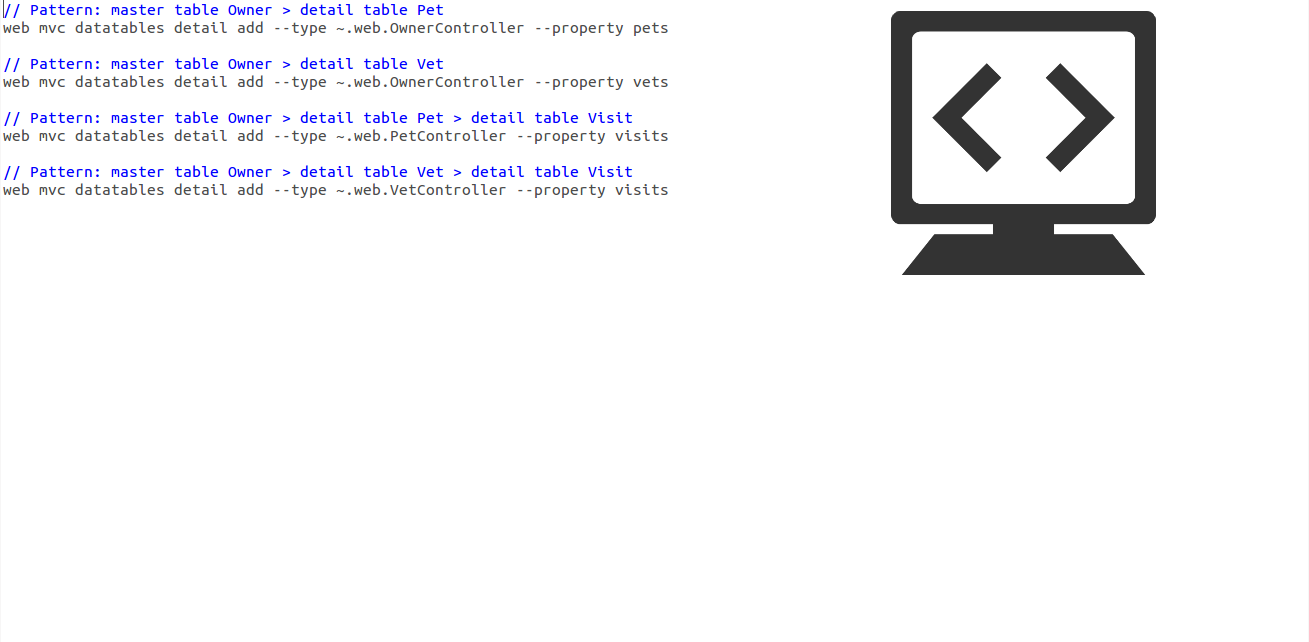 // Pattern: master table Owner > detail table Pet
web mvc datatables detail add --type ~.web.OwnerController --property pets
// Pattern: master table Owner > detail table Vet
web mvc datatables detail add --type ~.web.OwnerController --property vets
// Pattern: master table Owner > detail table Pet > detail table Visit
web mvc datatables detail add --type ~.web.PetController --property visits
// Pattern: master table Owner > detail table Vet > detail table Visit
web mvc datatables detail add --type ~.web.VetController --property visits